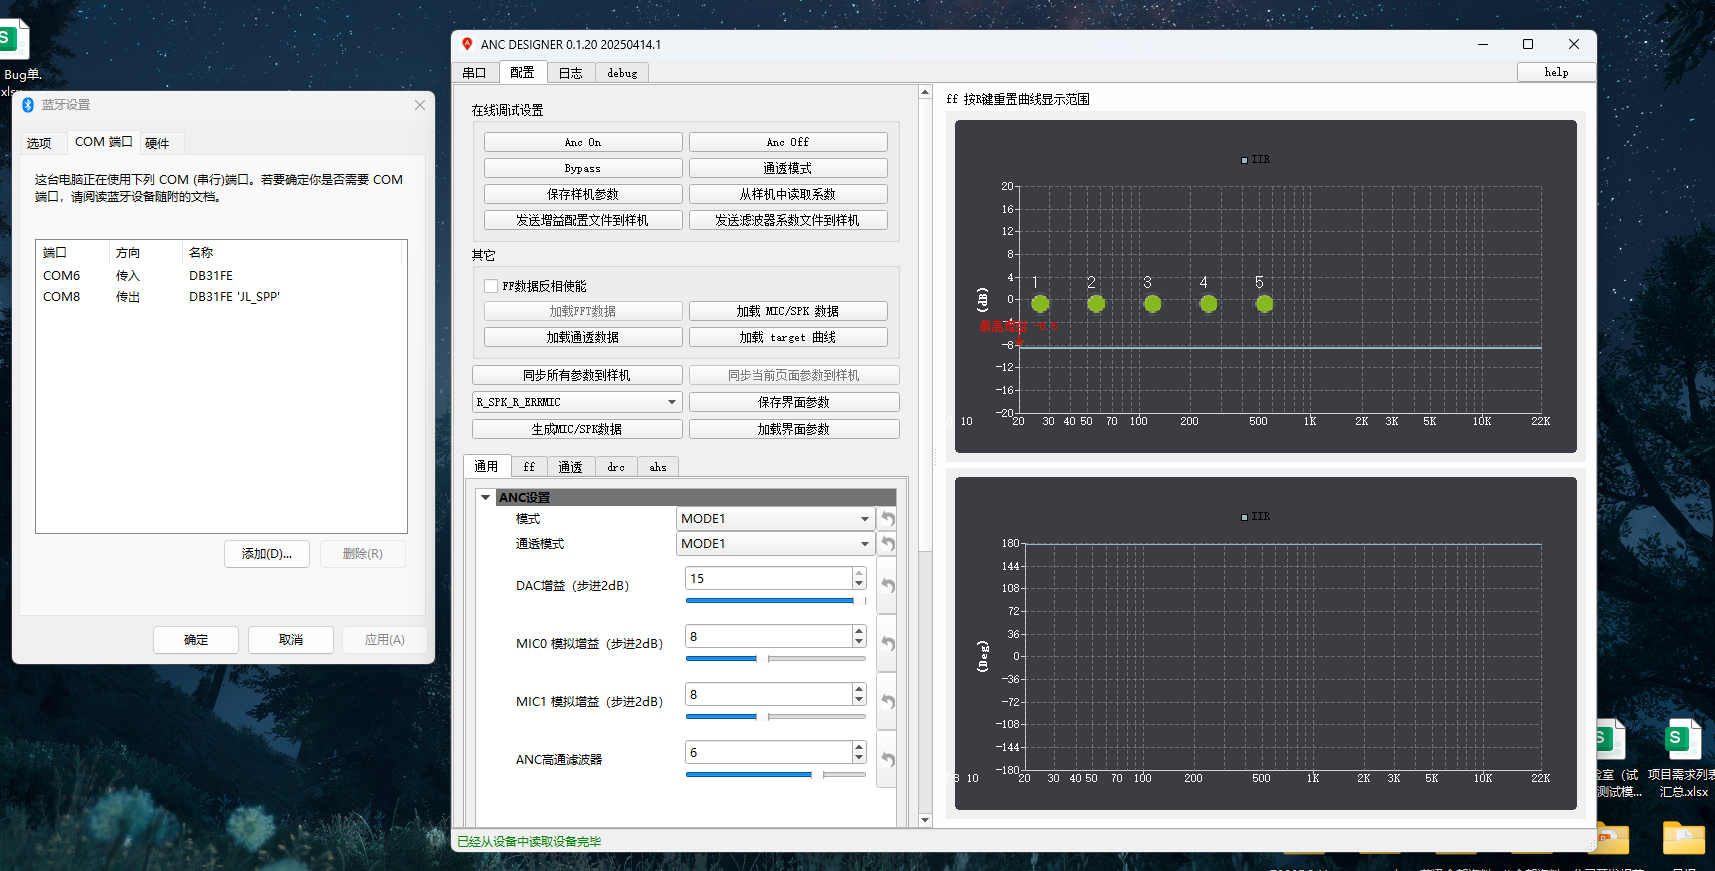 Bug单.
蓝牙设置
选项 COM 端口 硬件
这台电脑正在使用下列 COM (串行)端口。若要确定你是否需要 COM
端口，请阅读蓝牙设备随附的文档。
端口 方向 名称
COM6 传入 DB31FE
COM8 传出 DB31FE 'JL_SPP'
添加(D)... 删除(R)
确定 取消 应用(A)
ANC DESIGNER 0.1.20 20250414.1
串口 配置 日志 debug
help
在线调试设置
Anc On Anc Off
Bypass 通透模式
保存样机参数 从样机中读取系数
发送增益配置文件到样机 发送滤波器系数文件到样机
其它
FF数据反相使能
加载FFT数据 加载 MIC/SPK 数据
加载通透数据 加载 target 曲线
同步所有参数到样机 同步当前页面参数到样机
R_SPK_R_ERRMIC 保存界面参数
生成MIC/SPK数据 加载界面参数
通用 ff 通透 drc ahs
ANC设置
模式 MODE1
通透模式 MODE1
DAC增益（步进2dB） 15
MIC0 模拟增益（步进2dB） 8
MIC1 模拟增益（步进2dB） 8
ANC高通滤波器 6
已经从设备中读取设备完毕
ff 按R键重置曲线显示范围
IIR
20
16
12
8
4
0
-4
-8
-12
-16
-20
(dB)
1 2 3 4 5
8 10 20 30 40 50 70 100 200 500 1K 2K 3K 5K 10K 22K
IIR
180
144
108
72
36
0
-36
-72
-108
-144
-180
(Deg)
8 10 20 30 40 50 70 100 200 500 1K 2K 3K 5K 10K 22K
项目需求列表
汇总.xlsx